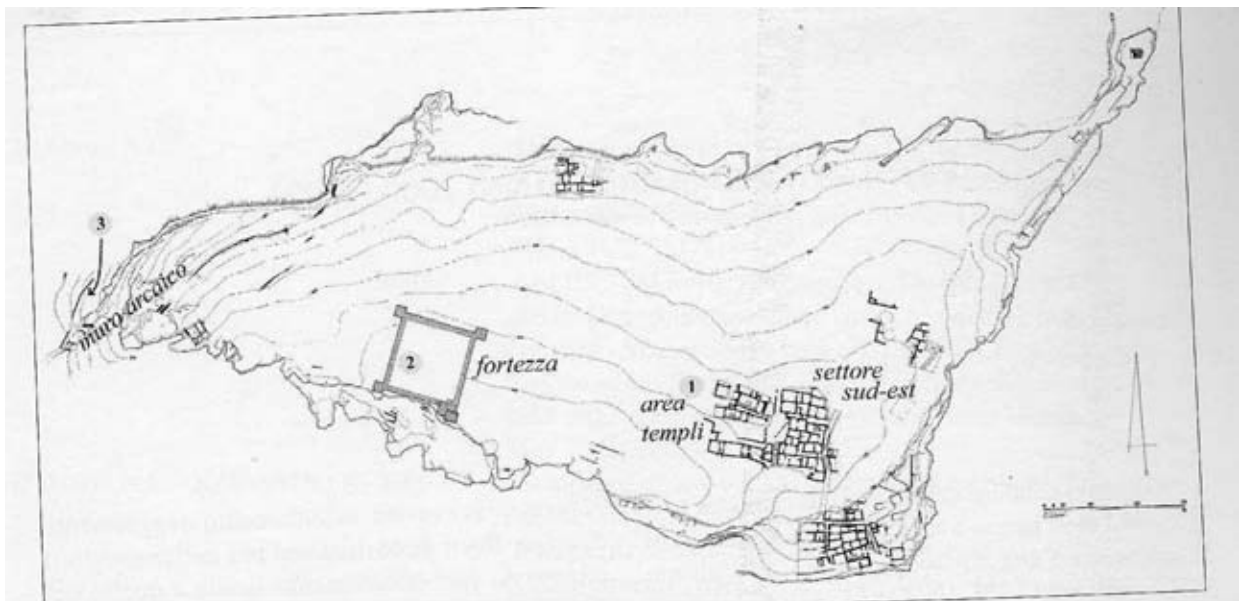 3
muro arcaico
2
fortezza
1
area
templi
settore
sud-est